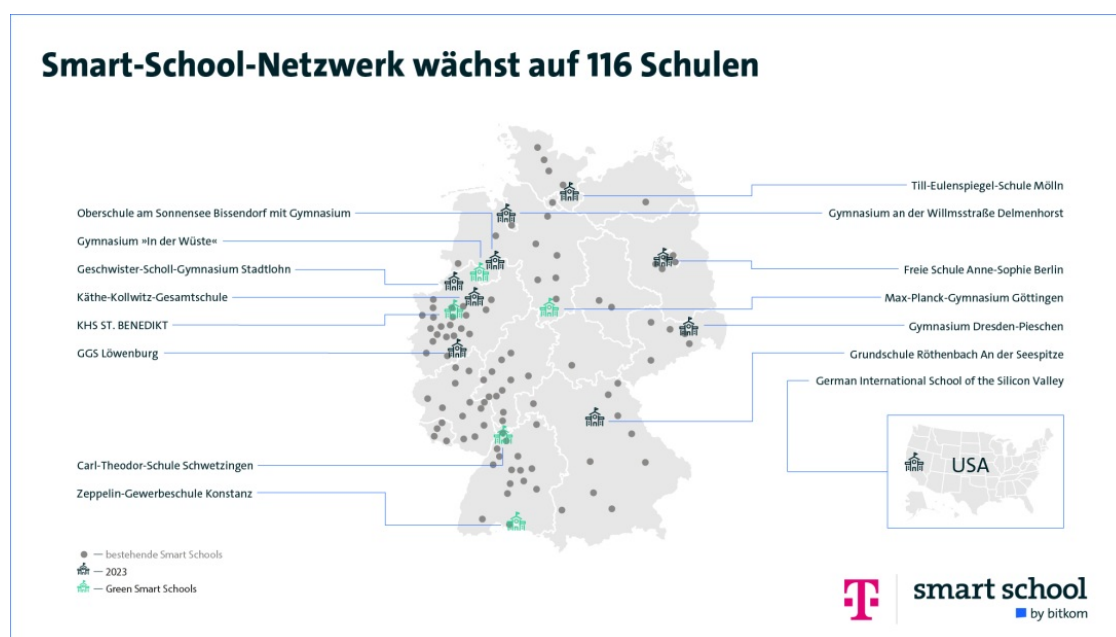 Smart-School-Netzwerk wächst auf 116 Schulen
Oberschule am Sonnensee Bissendorf mit Gymnasium
Gymnasium »In der Wüste«
Geschwister-Scholl-Gymnasium Stadtlohn
Käthe-Kollwitz-Gesamtschule
KHS ST. BENEDIKT
GGS Löwenburg
Carl-Theodor-Schule Schwetzingen
Zeppelin-Gewerbeschule Konstanz
Till-Eulenspiegel-Schule Mölln
Gymnasium an der Willmsstraße Delmenhorst
Freie Schule Anne-Sophie Berlin
Max-Planck-Gymnasium Göttingen
Gymnasium Dresden-Pieschen
Grundschule Röthenbach An der Seespitze
German International School of the Silicon Valley
USA
— bestehende Smart Schools
— 2023
— Green Smart Schools
T
smart school
by bitkom